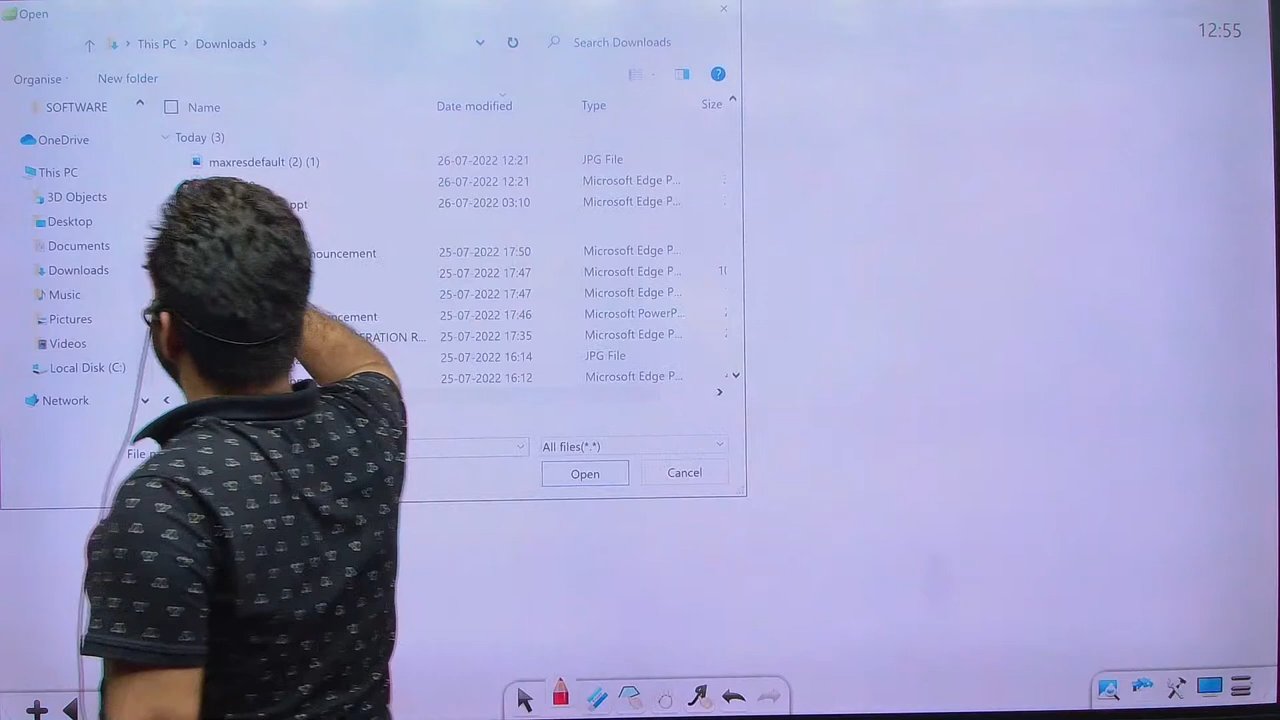 Open
12:55
This PC > Downloads >
Search Downloads
Organise
New folder
Name Date modified Type Size
SOFTWARE
OneDrive
This PC
3D Objects
Desktop
Documents
Downloads
Music
Pictures
Videos
Local Disk (C:)
Network
Today (3)
maxresdefault (2) (1) 26-07-2022 12:21 JPG File
26-07-2022 12:21 Microsoft Edge P...
ppt 26-07-2022 03:10 Microsoft Edge P...
nouncement 25-07-2022 17:50 Microsoft Edge P...
25-07-2022 17:47 Microsoft Edge P...
25-07-2022 17:47 Microsoft Edge P...
ncement 25-07-2022 17:46 Microsoft PowerP...
ERATION R... 25-07-2022 17:35 Microsoft Edge P...
25-07-2022 16:14 JPG File
25-07-2022 16:12 Microsoft Edge P...
File
All files(*.*)
Open
Cancel